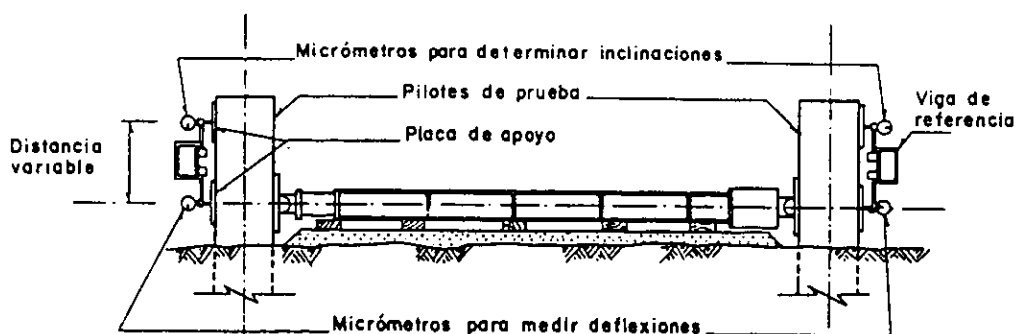 Micrómetros para determinar inclinaciones
Pilotes de prueba
Viga de
referencia
Placa de apoyo
Distancia
variable
Micrómetros para medir deflexiones